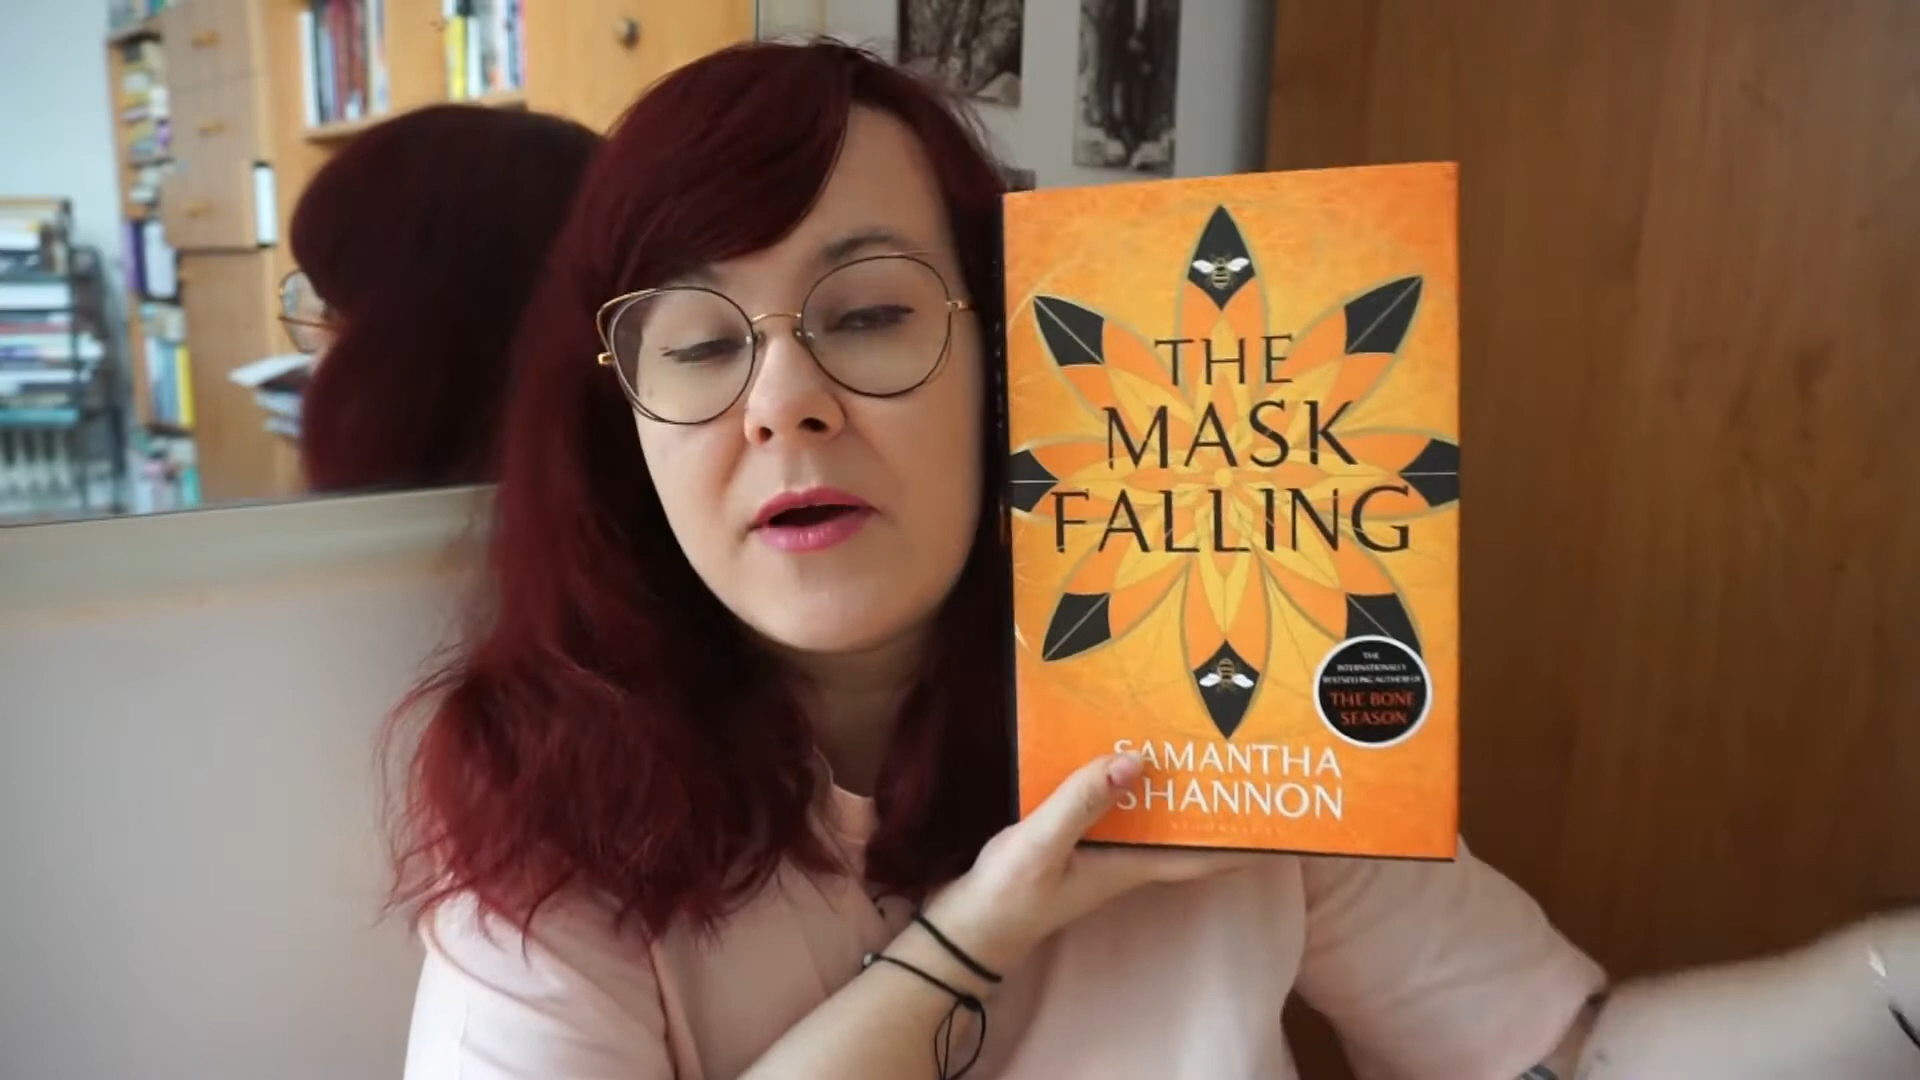 THE
MASK
FALLING
THE
INTERNATIONALLY
BESTSELLING AUTHOR OF
THE BONE
SEASON
SAMANTHA
SHANNON